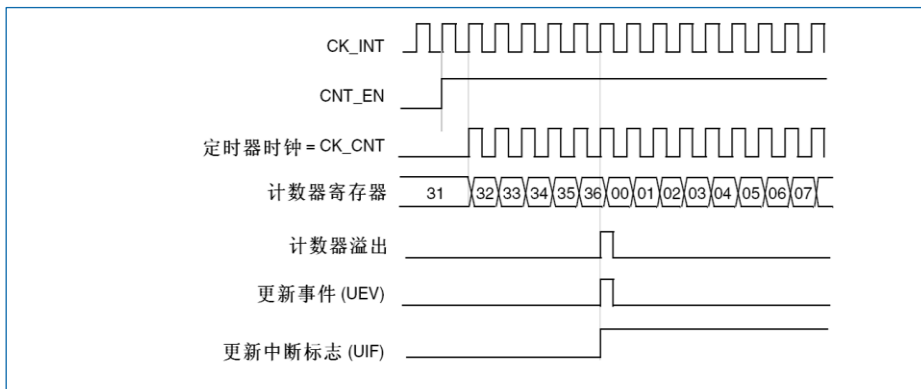 CK_INT
CNT_EN
定时器时钟 = CK_CNT
计数器寄存器 31 32 33 34 35 36 00 01 02 03 04 05 06 07
计数器溢出
更新事件 (UEV)
更新中断标志 (UIF)